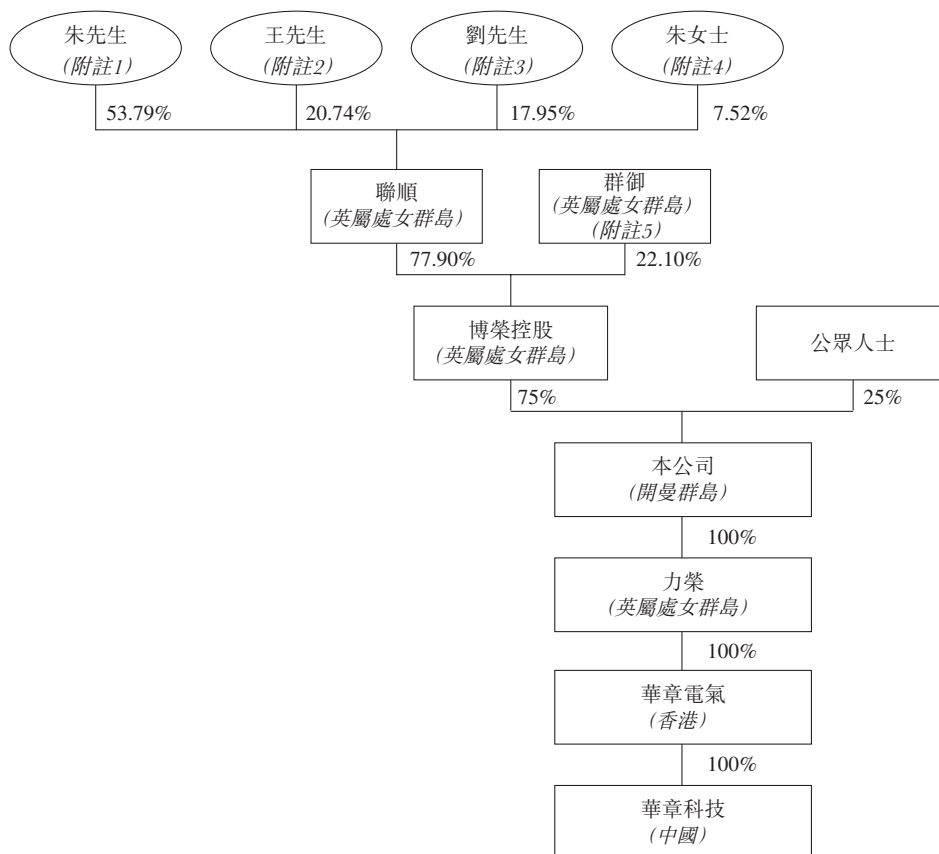 朱先生
(附註1)
王先生
(附註2)
劉先生
(附註3)
朱女士
(附註4)
53.79%
20.74%
17.95%
7.52%
聯順
(英屬處女群島)
群御
(英屬處女群島)
(附註5)
77.90%
22.10%
博榮控股
(英屬處女群島)
公眾人士
75%
25%
本公司
(開曼群島)
100%
力榮
(英屬處女群島)
100%
華章電氣
(香港)
100%
華章科技
(中國)